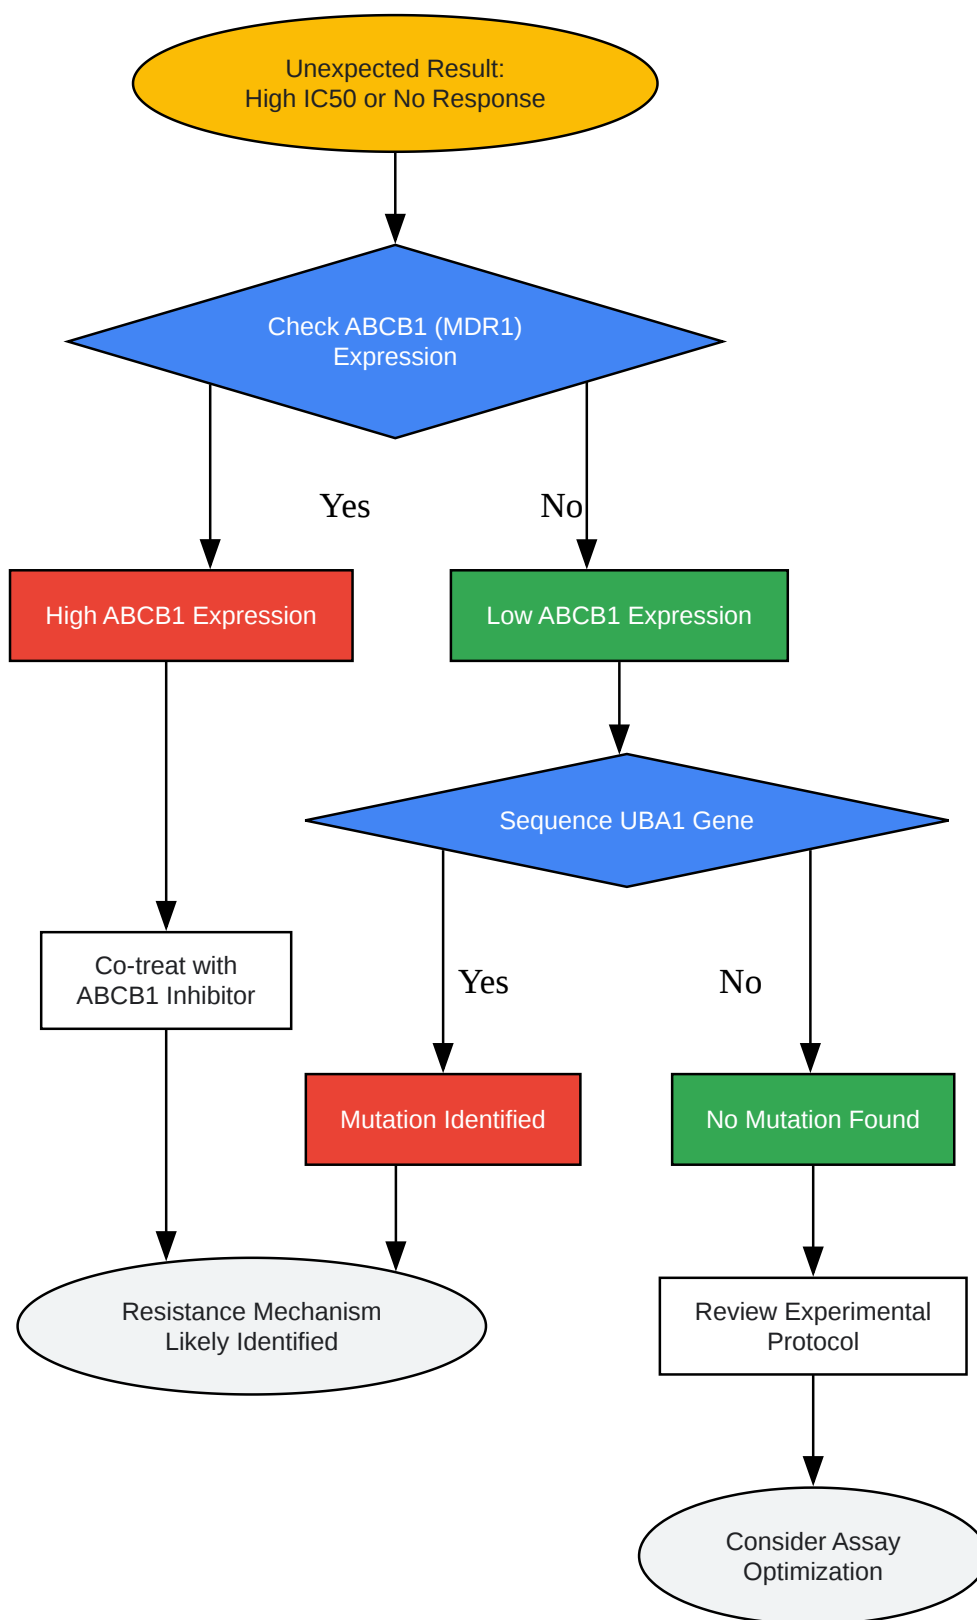 Unexpected Result:
High IC50 or No Response
Check ABCB1 (MDR1)
Expression
Yes
No
High ABCB1 Expression
Low ABCB1 Expression
Sequence UBA1 Gene
Co-treat with
ABCB1 Inhibitor
Yes
No
Mutation Identified
No Mutation Found
Resistance Mechanism
Likely Identified
Review Experimental
Protocol
Consider Assay
Optimization